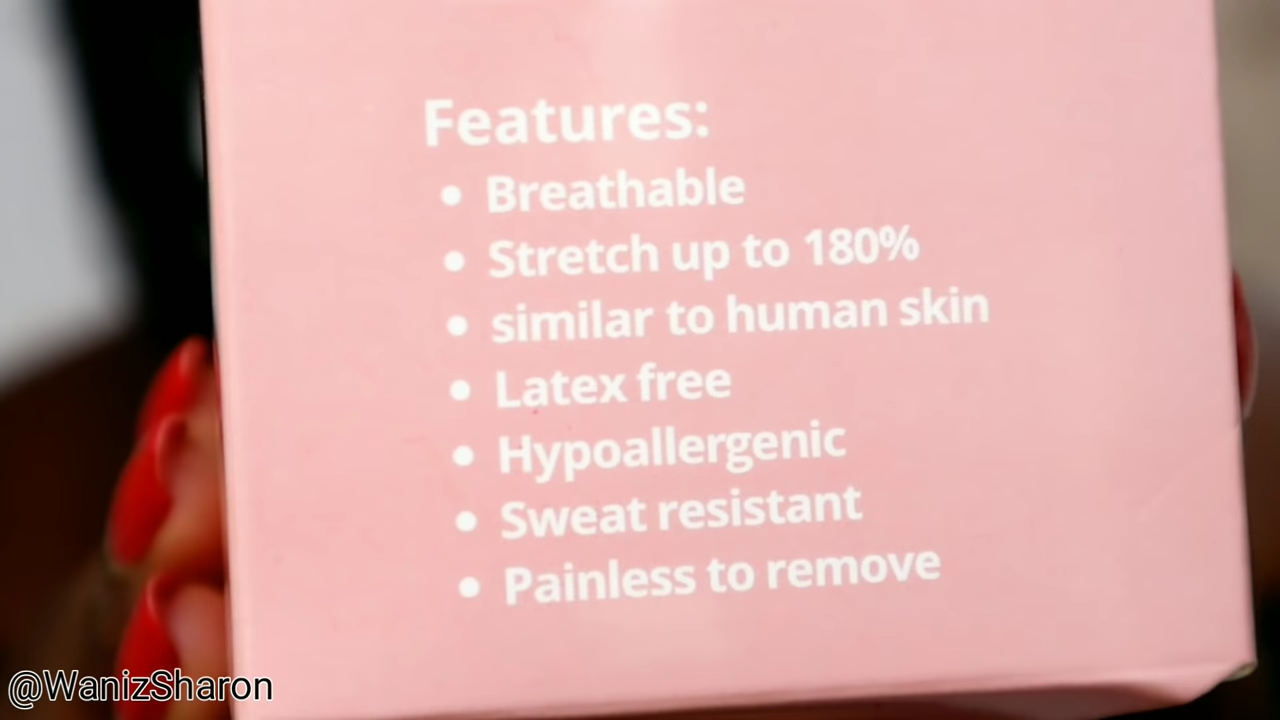 Features:
• Breathable
• Stretch up to 180%
• similar to human skin
• Latex free
• Hypoallergenic
• Sweat resistant
• Painless to remove
@WanizSharon